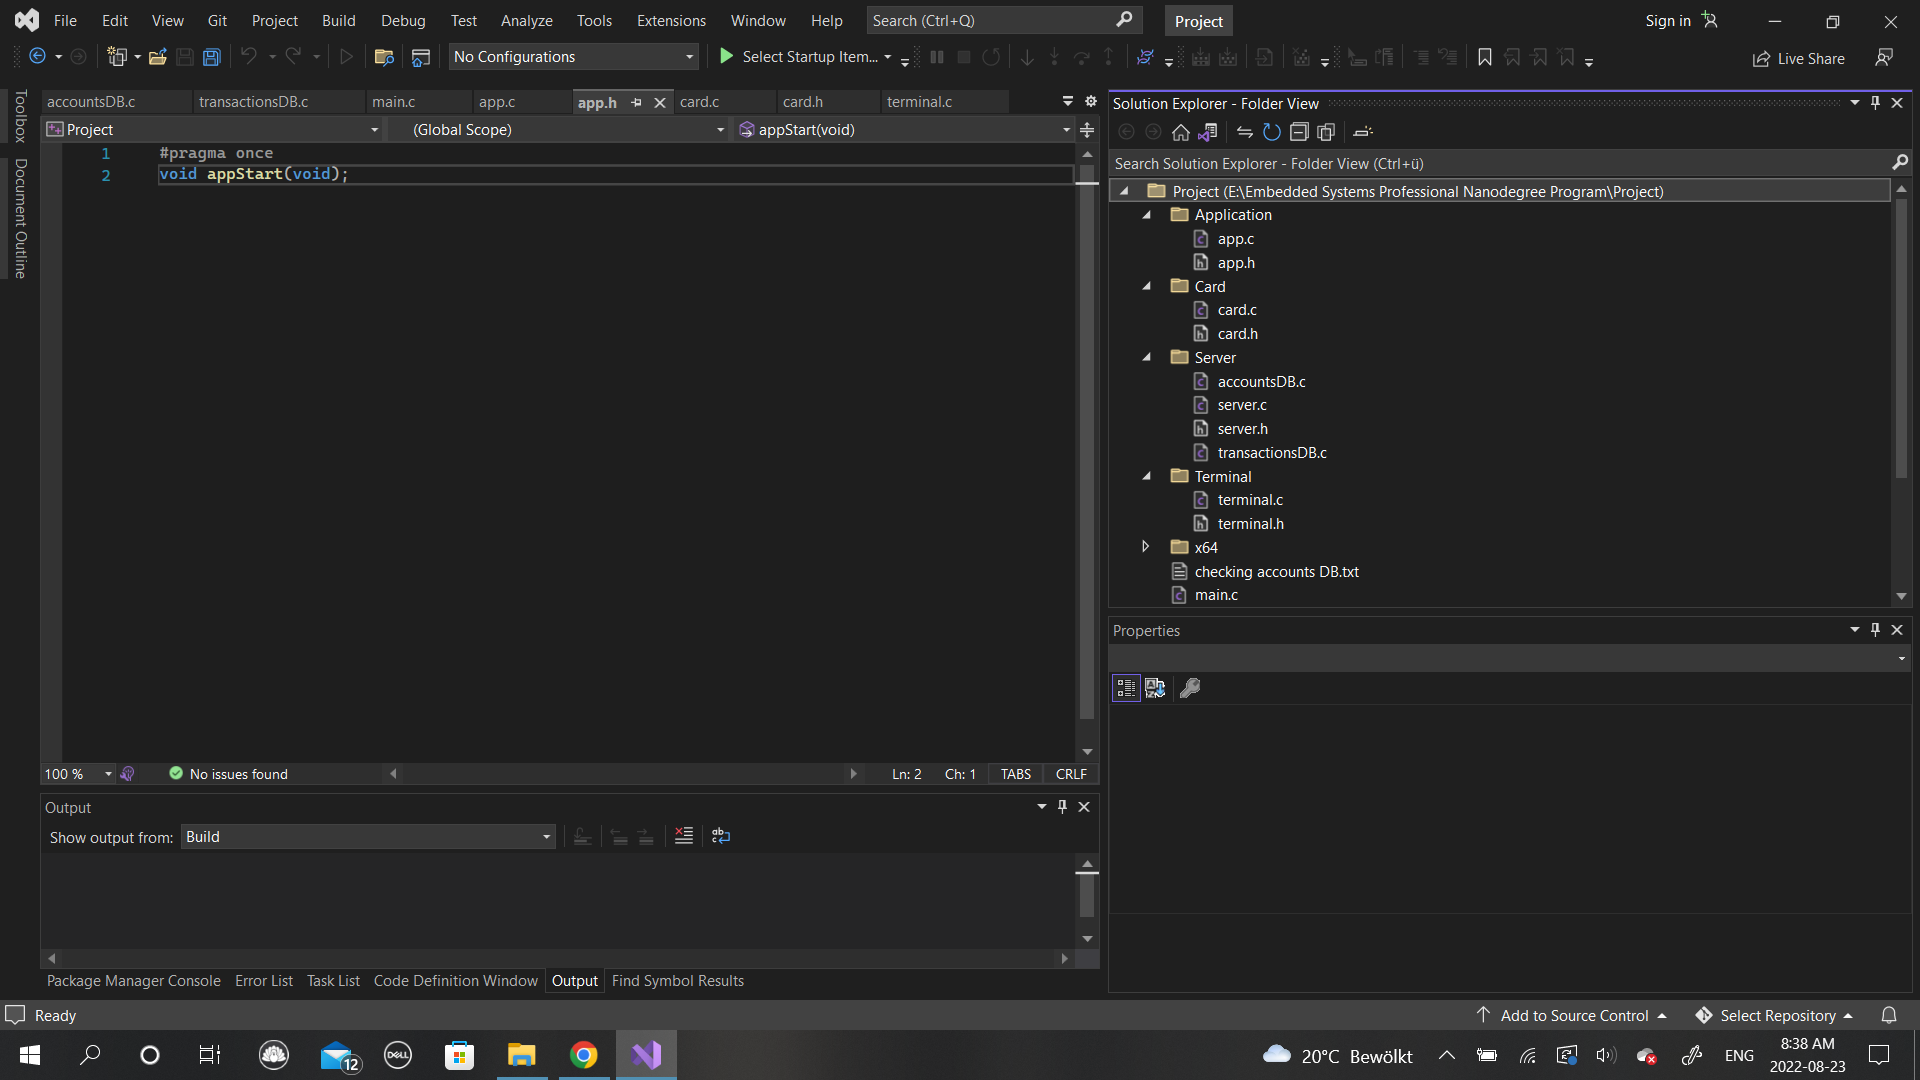 File Edit View Git Project Build Debug Test Analyze Tools Extensions Window Help Search (Ctrl+Q) Project Sign in
No Configurations Select Startup Item... Live Share
Toolbox
Document Outline
accountsDB.c transactionsDB.c main.c app.c app.h card.c card.h terminal.c
Project (Global Scope) appStart(void)
1 #pragma once
2 void appStart(void);
100 % No issues found Ln: 2 Ch: 1 TABS CRLF
Output
Show output from: Build
Package Manager Console Error List Task List Code Definition Window Output Find Symbol Results
Solution Explorer - Folder View
Search Solution Explorer - Folder View (Ctrl+ü)
Project (E:\Embedded Systems Professional Nanodegree Program\Project)
Application
app.c
app.h
Card
card.c
card.h
Server
accountsDB.c
server.c
server.h
transactionsDB.c
Terminal
terminal.c
terminal.h
x64
checking accounts DB.txt
main.c
Properties
Ready Add to Source Control Select Repository
12 DELL 20°C Bewölkt ENG 8:38 AM
2022-08-23